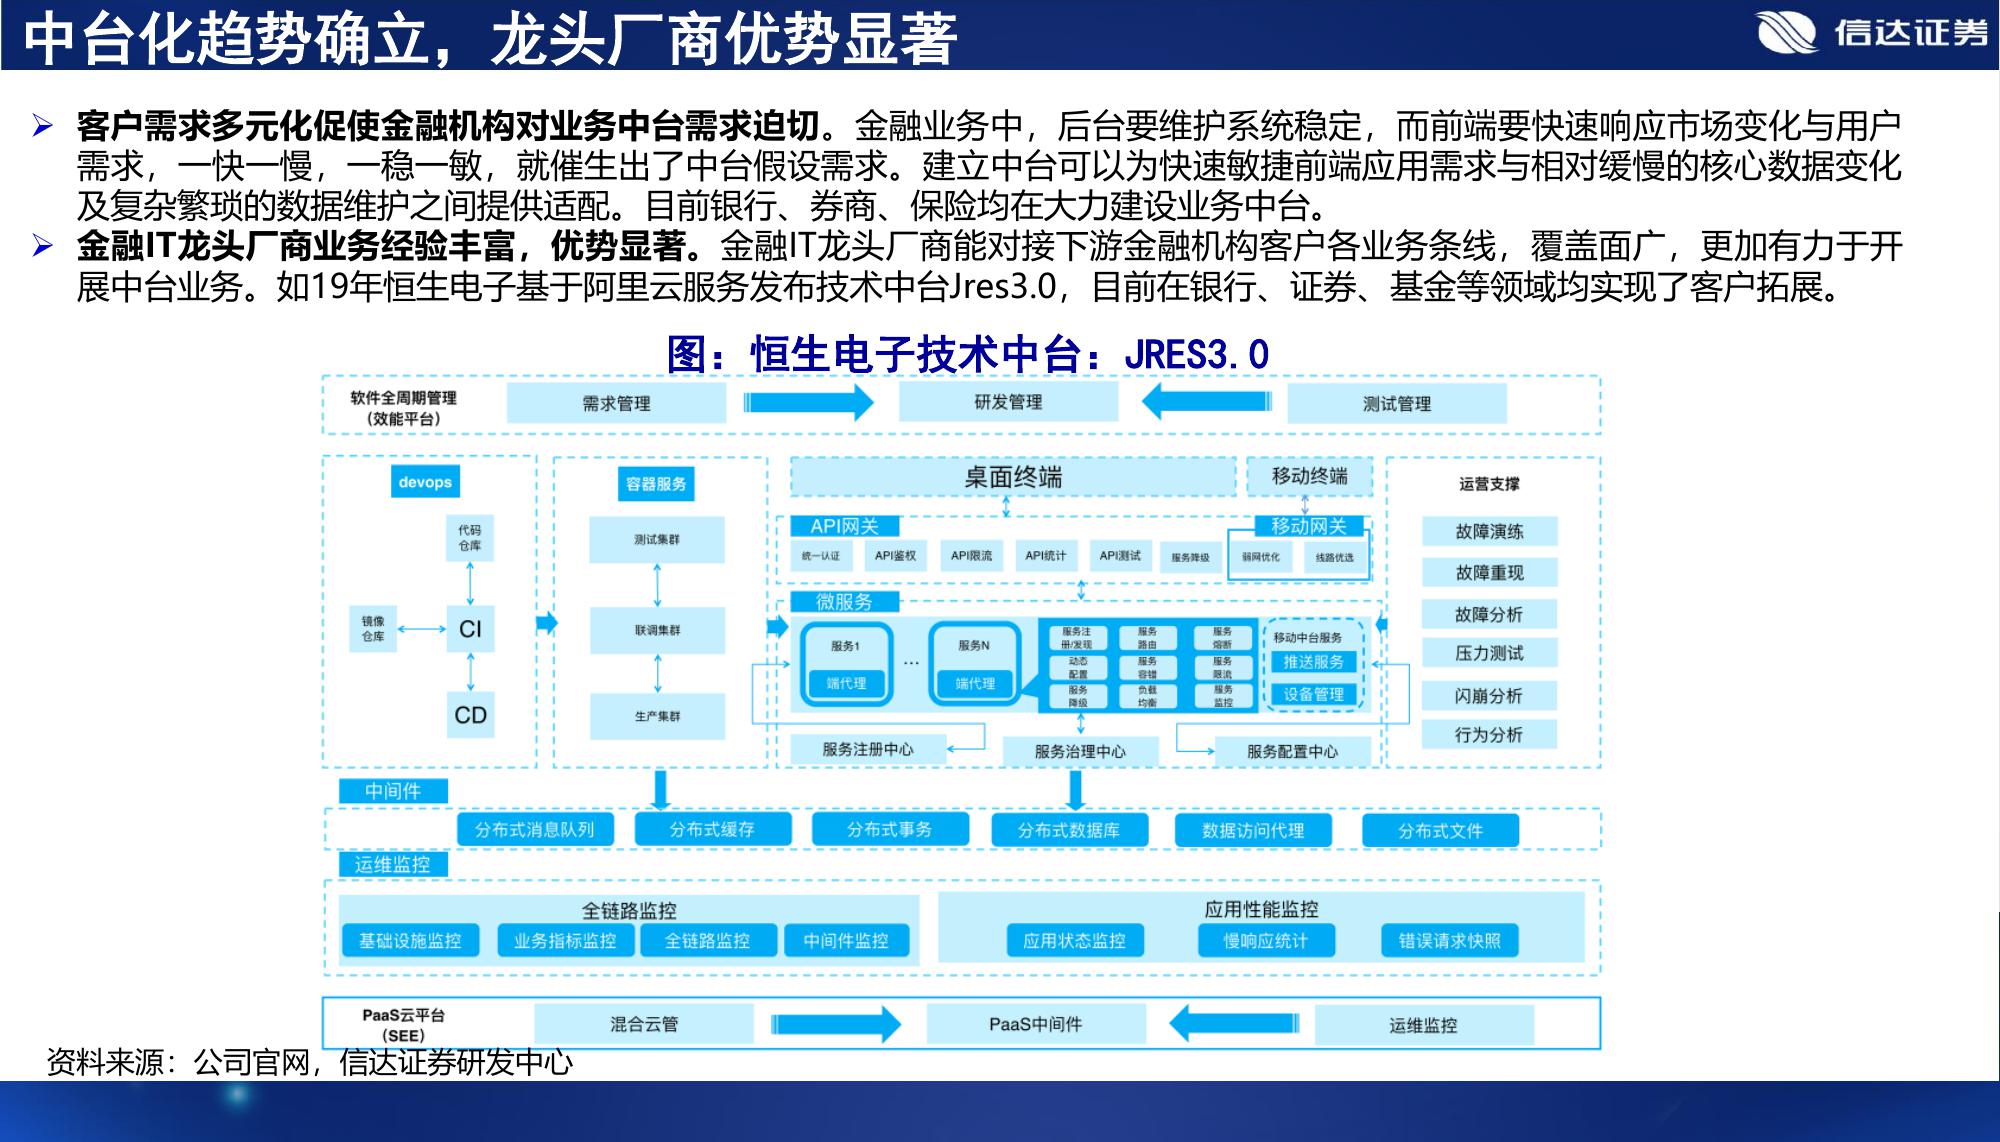 中台化趋势确立，龙头厂商优势显著
信达证券
客户需求多元化促使金融机构对业务中台需求迫切。金融业务中，后台要维护系统稳定，而前端要快速响应市场变化与用户
需求，一快一慢，一稳一敏，就催生出了中台假设需求。建立中台可以为快速敏捷前端应用需求与相对缓慢的核心数据变化
及复杂繁琐的数据维护之间提供适配。目前银行、券商、保险均在大力建设业务中台。
金融IT龙头厂商业务经验丰富，优势显著。金融IT龙头厂商能对接下游金融机构客户各业务条线，覆盖面广，更加有力于开
展中台业务。如19年恒生电子基于阿里云服务发布技术中台Jres3.0，目前在银行、证券、基金等领域均实现了客户拓展。
图：恒生电子技术中台：JRES3.0
软件全周期管理
（效能平台）
需求管理
研发管理
测试管理
devops
代码
仓库
镜像
仓库
CI
CD
容器服务
测试集群
联调集群
生产集群
桌面终端
移动终端
API网关
统一认证
API鉴权
API限流
API统计
API测试
服务降级
移动网关
弱网优化
线路优选
微服务
服务1
端代理
...
服务N
端代理
服务注
册/发现
服务
路由
服务
熔断
动态
配置
服务
容错
服务
限流
服务
降级
负载
均衡
服务
监控
移动中台服务
推送服务
设备管理
服务注册中心
服务治理中心
服务配置中心
运营支撑
故障演练
故障重现
故障分析
压力测试
闪崩分析
行为分析
中间件
分布式消息队列
分布式缓存
分布式事务
分布式数据库
数据访问代理
分布式文件
运维监控
全链路监控
基础设施监控
业务指标监控
全链路监控
中间件监控
应用性能监控
应用状态监控
慢响应统计
错误请求快照
PaaS云平台
（SEE）
混合云管
PaaS中间件
运维监控
资料来源：公司官网，信达证券研发中心